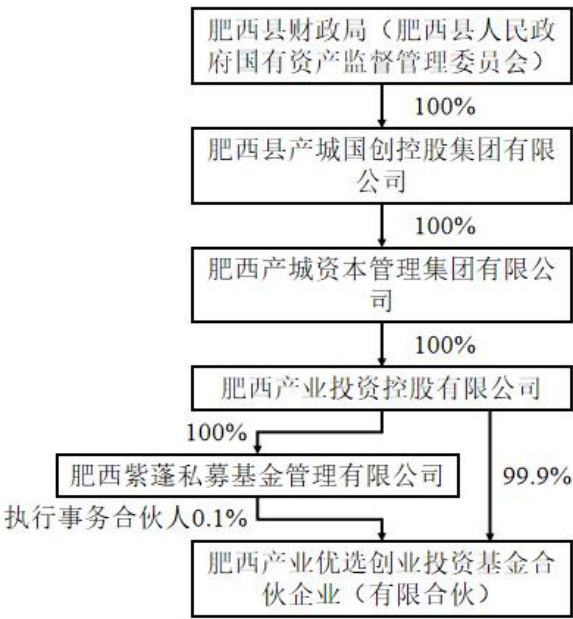 肥西县财政局（肥西县人民政
府国有资产监督管理委员会）
100%
肥西县产城国创控股集团有限
公司
100%
肥西产城资本管理集团有限公
司
100%
肥西产业投资控股有限公司
100%
肥西紫蓬私募基金管理有限公司
99.9%
执行事务合伙人0.1%
肥西产业优选创业投资基金合
伙企业（有限合伙）